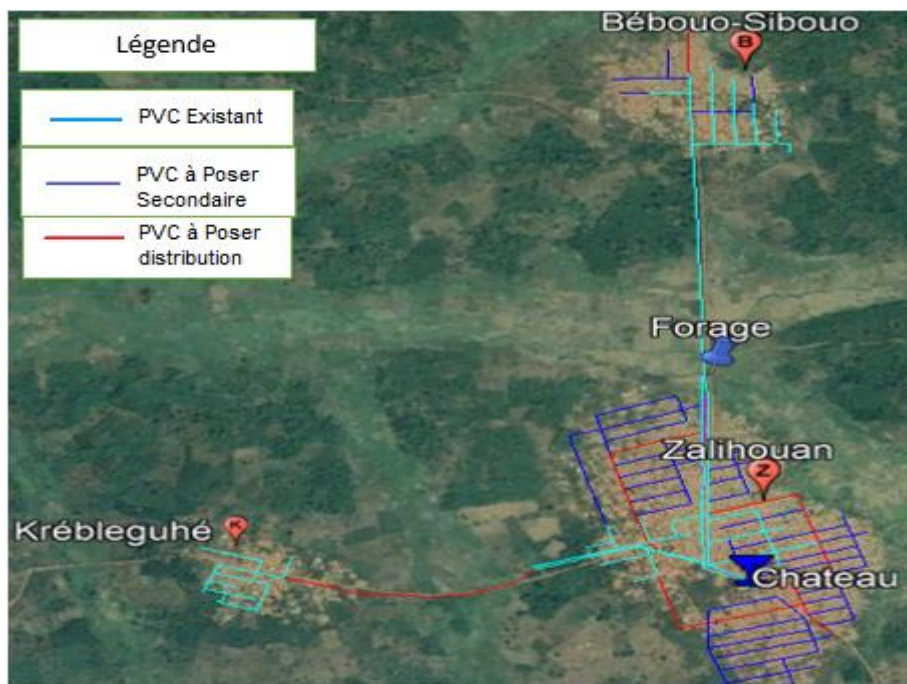 Bébouo-Sibouo
B
Légende
PVC Existant
PVC à Poser
Secondaire
PVC à Poser
distribution
Forage
Zalihouan
Z
Krébleguhé
K
Chateau